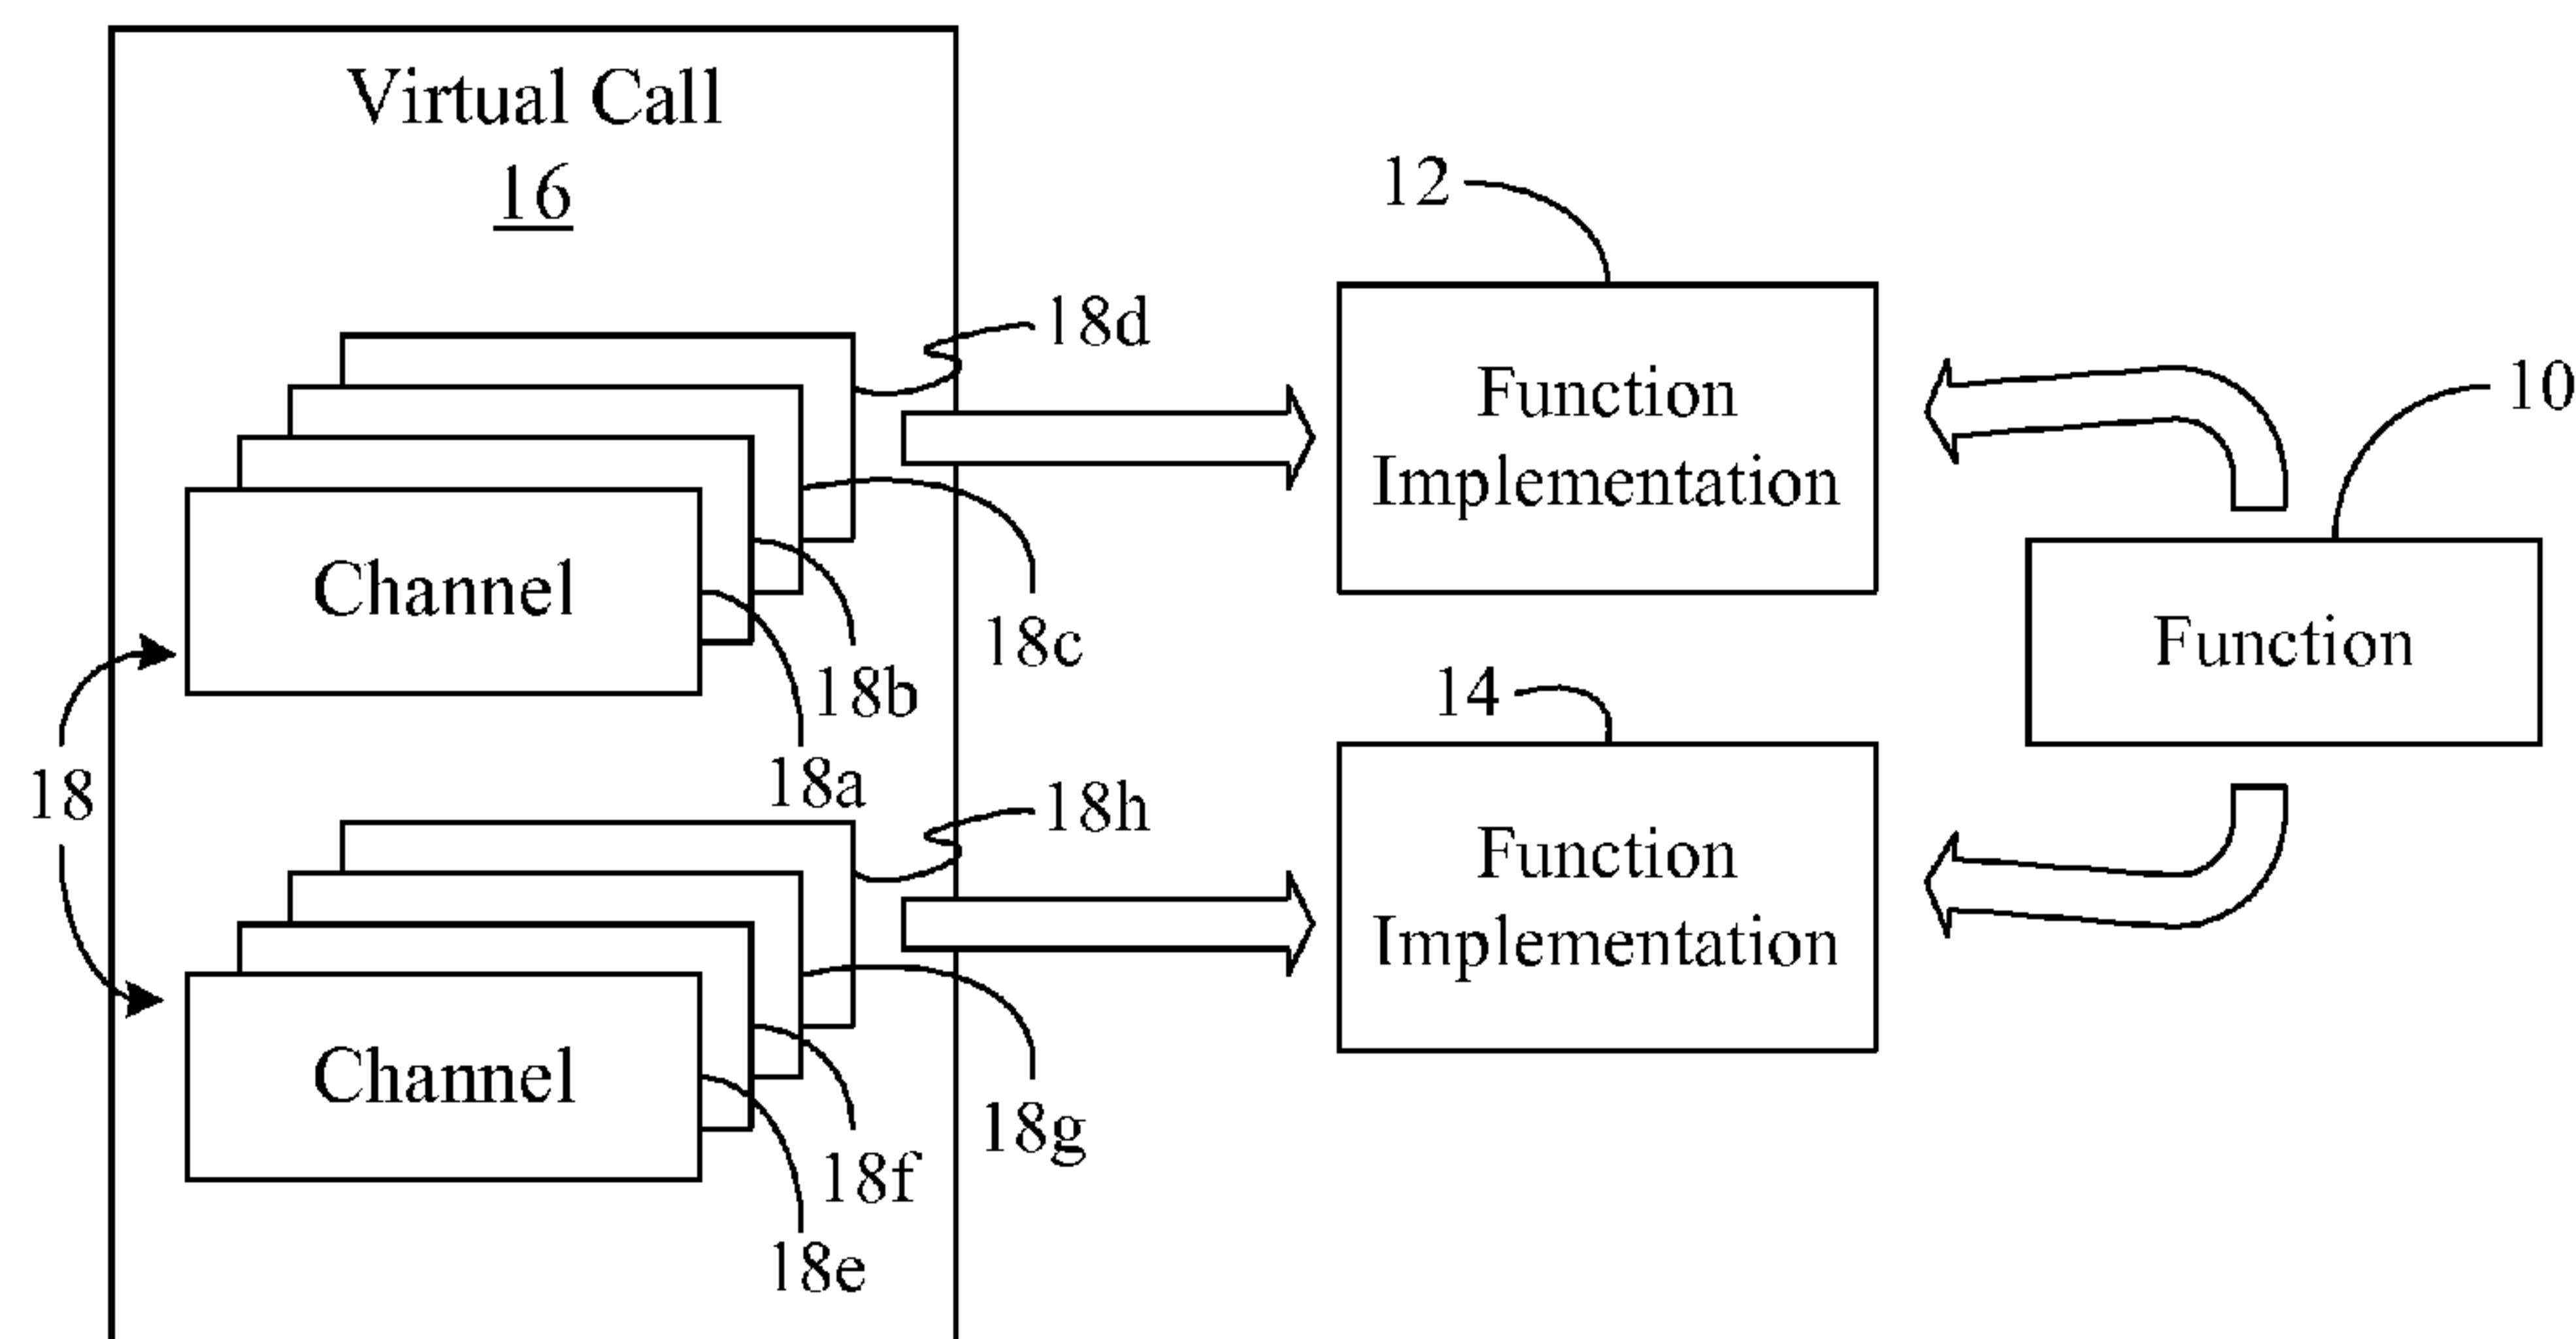 Virtual Call
16
12
18d
10
Function
Implementation
Channel
18c
Function
18b
14
18a
18
18h
Function
Implementation
Channel
18g
18f
18e